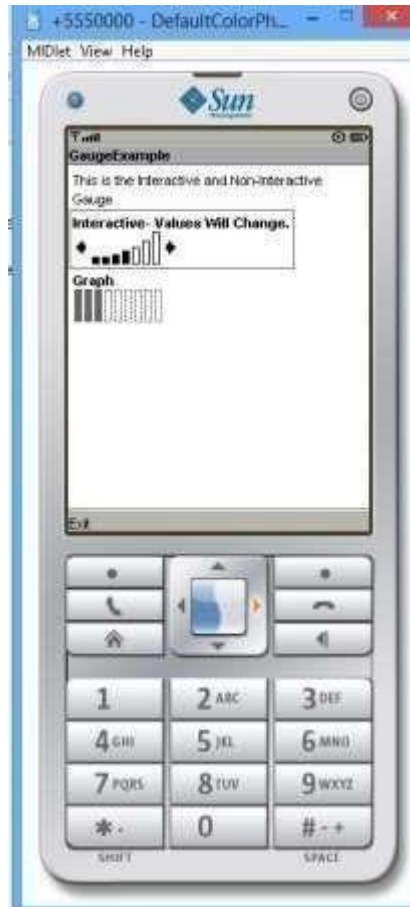 +5550000 - DefaultColorPh...
MIDlet View Help
Sun
GaugeExample
This is the Interactive and Non-Interactive
Gauge
Interactive- Values Will Change.
Graph
Exit
1 2 ABC 3 DEF
4 GHI 5 JKL 6 MNO
7 PQRS 8 TUV 9 WXYZ
* . 0 # - +
SHIFT SPACE